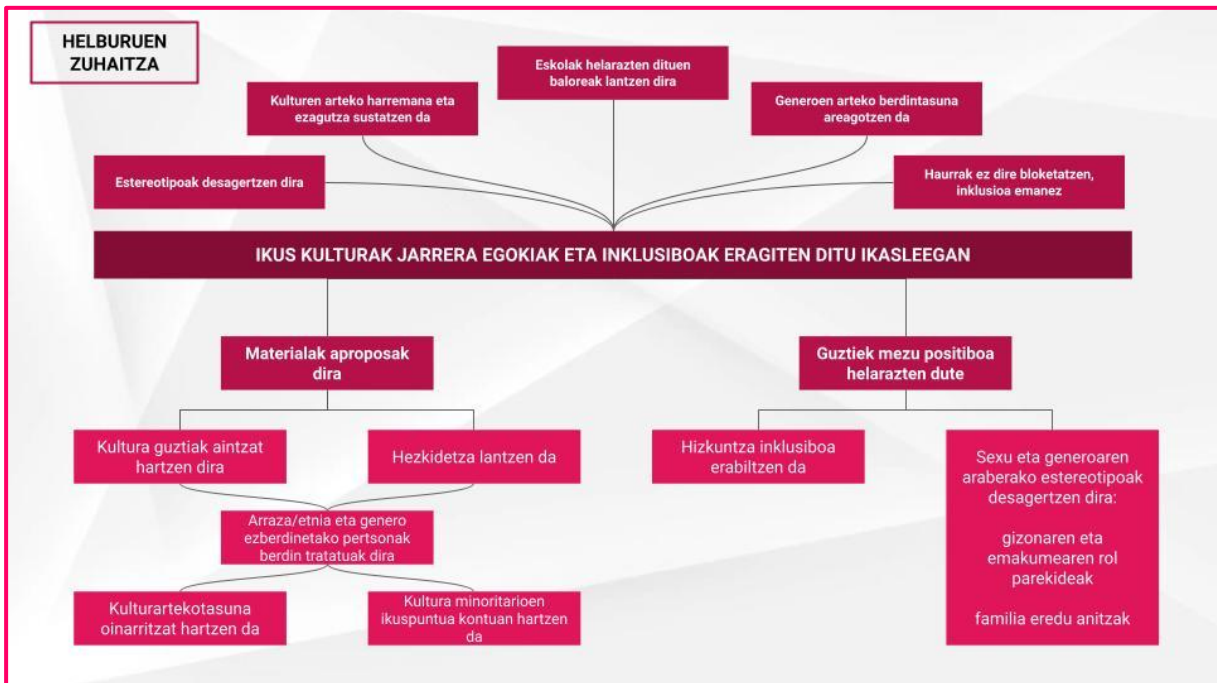 HELBURUEN
ZUHAITZA
Eskolak helarazten dituen
baloreak lantzen dira
Kulturen arteko harremana eta
ezagutza sustatzen da
Generoen arteko berdintasuna
areagotzen da
Estereotipoak desagertzen dira
Haurrak ez dire bloketatzen,
inklusioa emanez
IKUS KULTURAK JARRERA EGOKIAK ETA INKLUSIBOAK ERAGITEN DITU IKASLEEGAN
Materialak aproposak
dira
Guztiek mezu positiboa
helarazten dute
Kultura guztiak aintzat
hartzen dira
Hezkidetza lantzen da
Hizkuntza inklusiboa
erabiltzen da
Sexu eta generoaren
araberako estereotipoak
desagertzen dira:
gizonaren eta
emakumearen rol
parekideak
familia eredu anitzak
Arraza/etnia eta genero
ezberdinetako pertsonak
berdin tratatuak dira
Kulturartekotasuna
oinarritzat hartzen da
Kultura minoritarioen
ikuspuntua kontuan hartzen
da